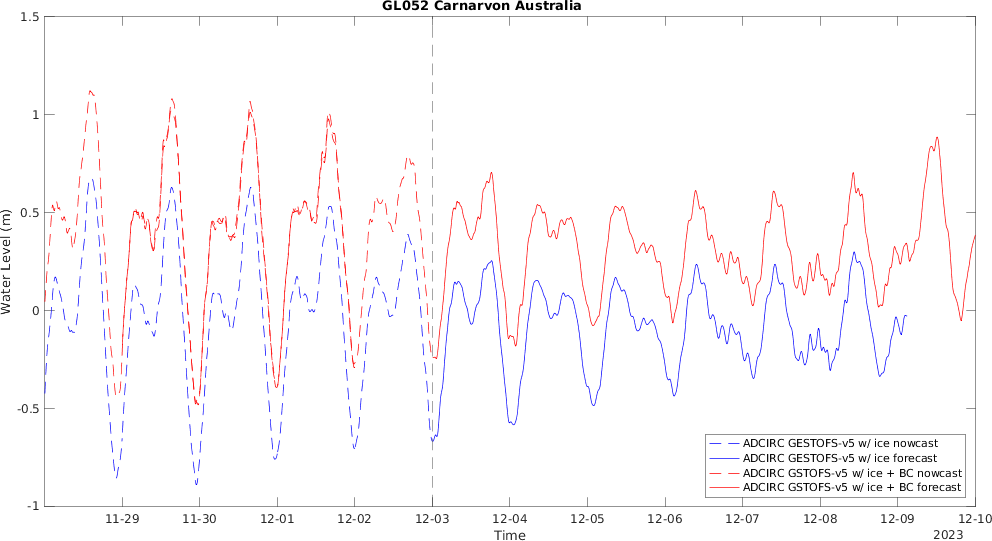 GL052 Carnarvon Australia
Water Level (m)
1.5
1
0.5
0
-0.5
-1
11-29
11-30
12-01
12-02
12-03
12-04
12-05
12-06
12-07
12-08
12-09
12-10
Time
2023
ADCIRC GESTOFS-v5 w/ ice nowcast
ADCIRC GESTOFS-v5 w/ ice forecast
ADCIRC GSTOFS-v5 w/ ice + BC nowcast
ADCIRC GSTOFS-v5 w/ ice + BC forecast